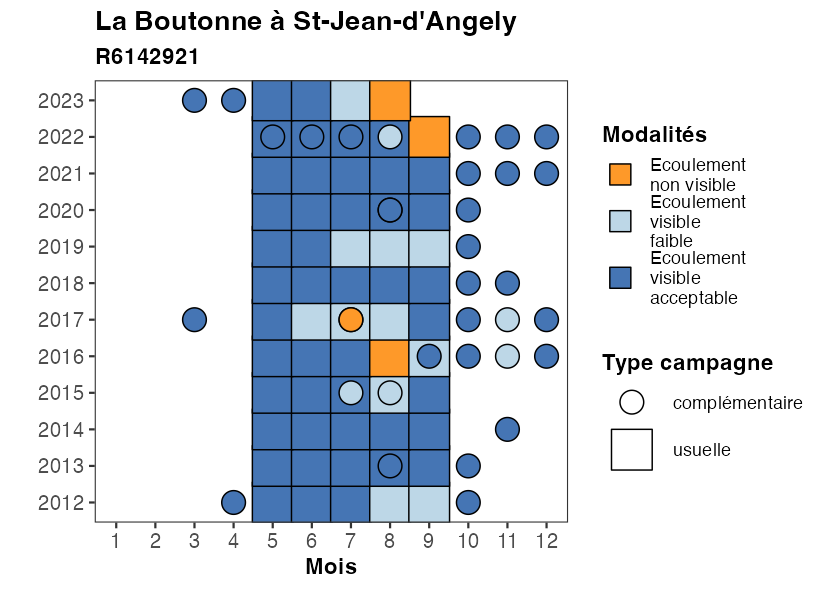 La Boutonne à St-Jean-d'Angely
R6142921
2023
2022
2021
2020
2019
2018
2017
2016
2015
2014
2013
2012
1 2 3 4 5 6 7 8 9 10 11 12
Mois
Modalités
Ecoulement
non visible
Ecoulement
visible
faible
Ecoulement
visible
acceptable
Type campagne
complémentaire
usuelle